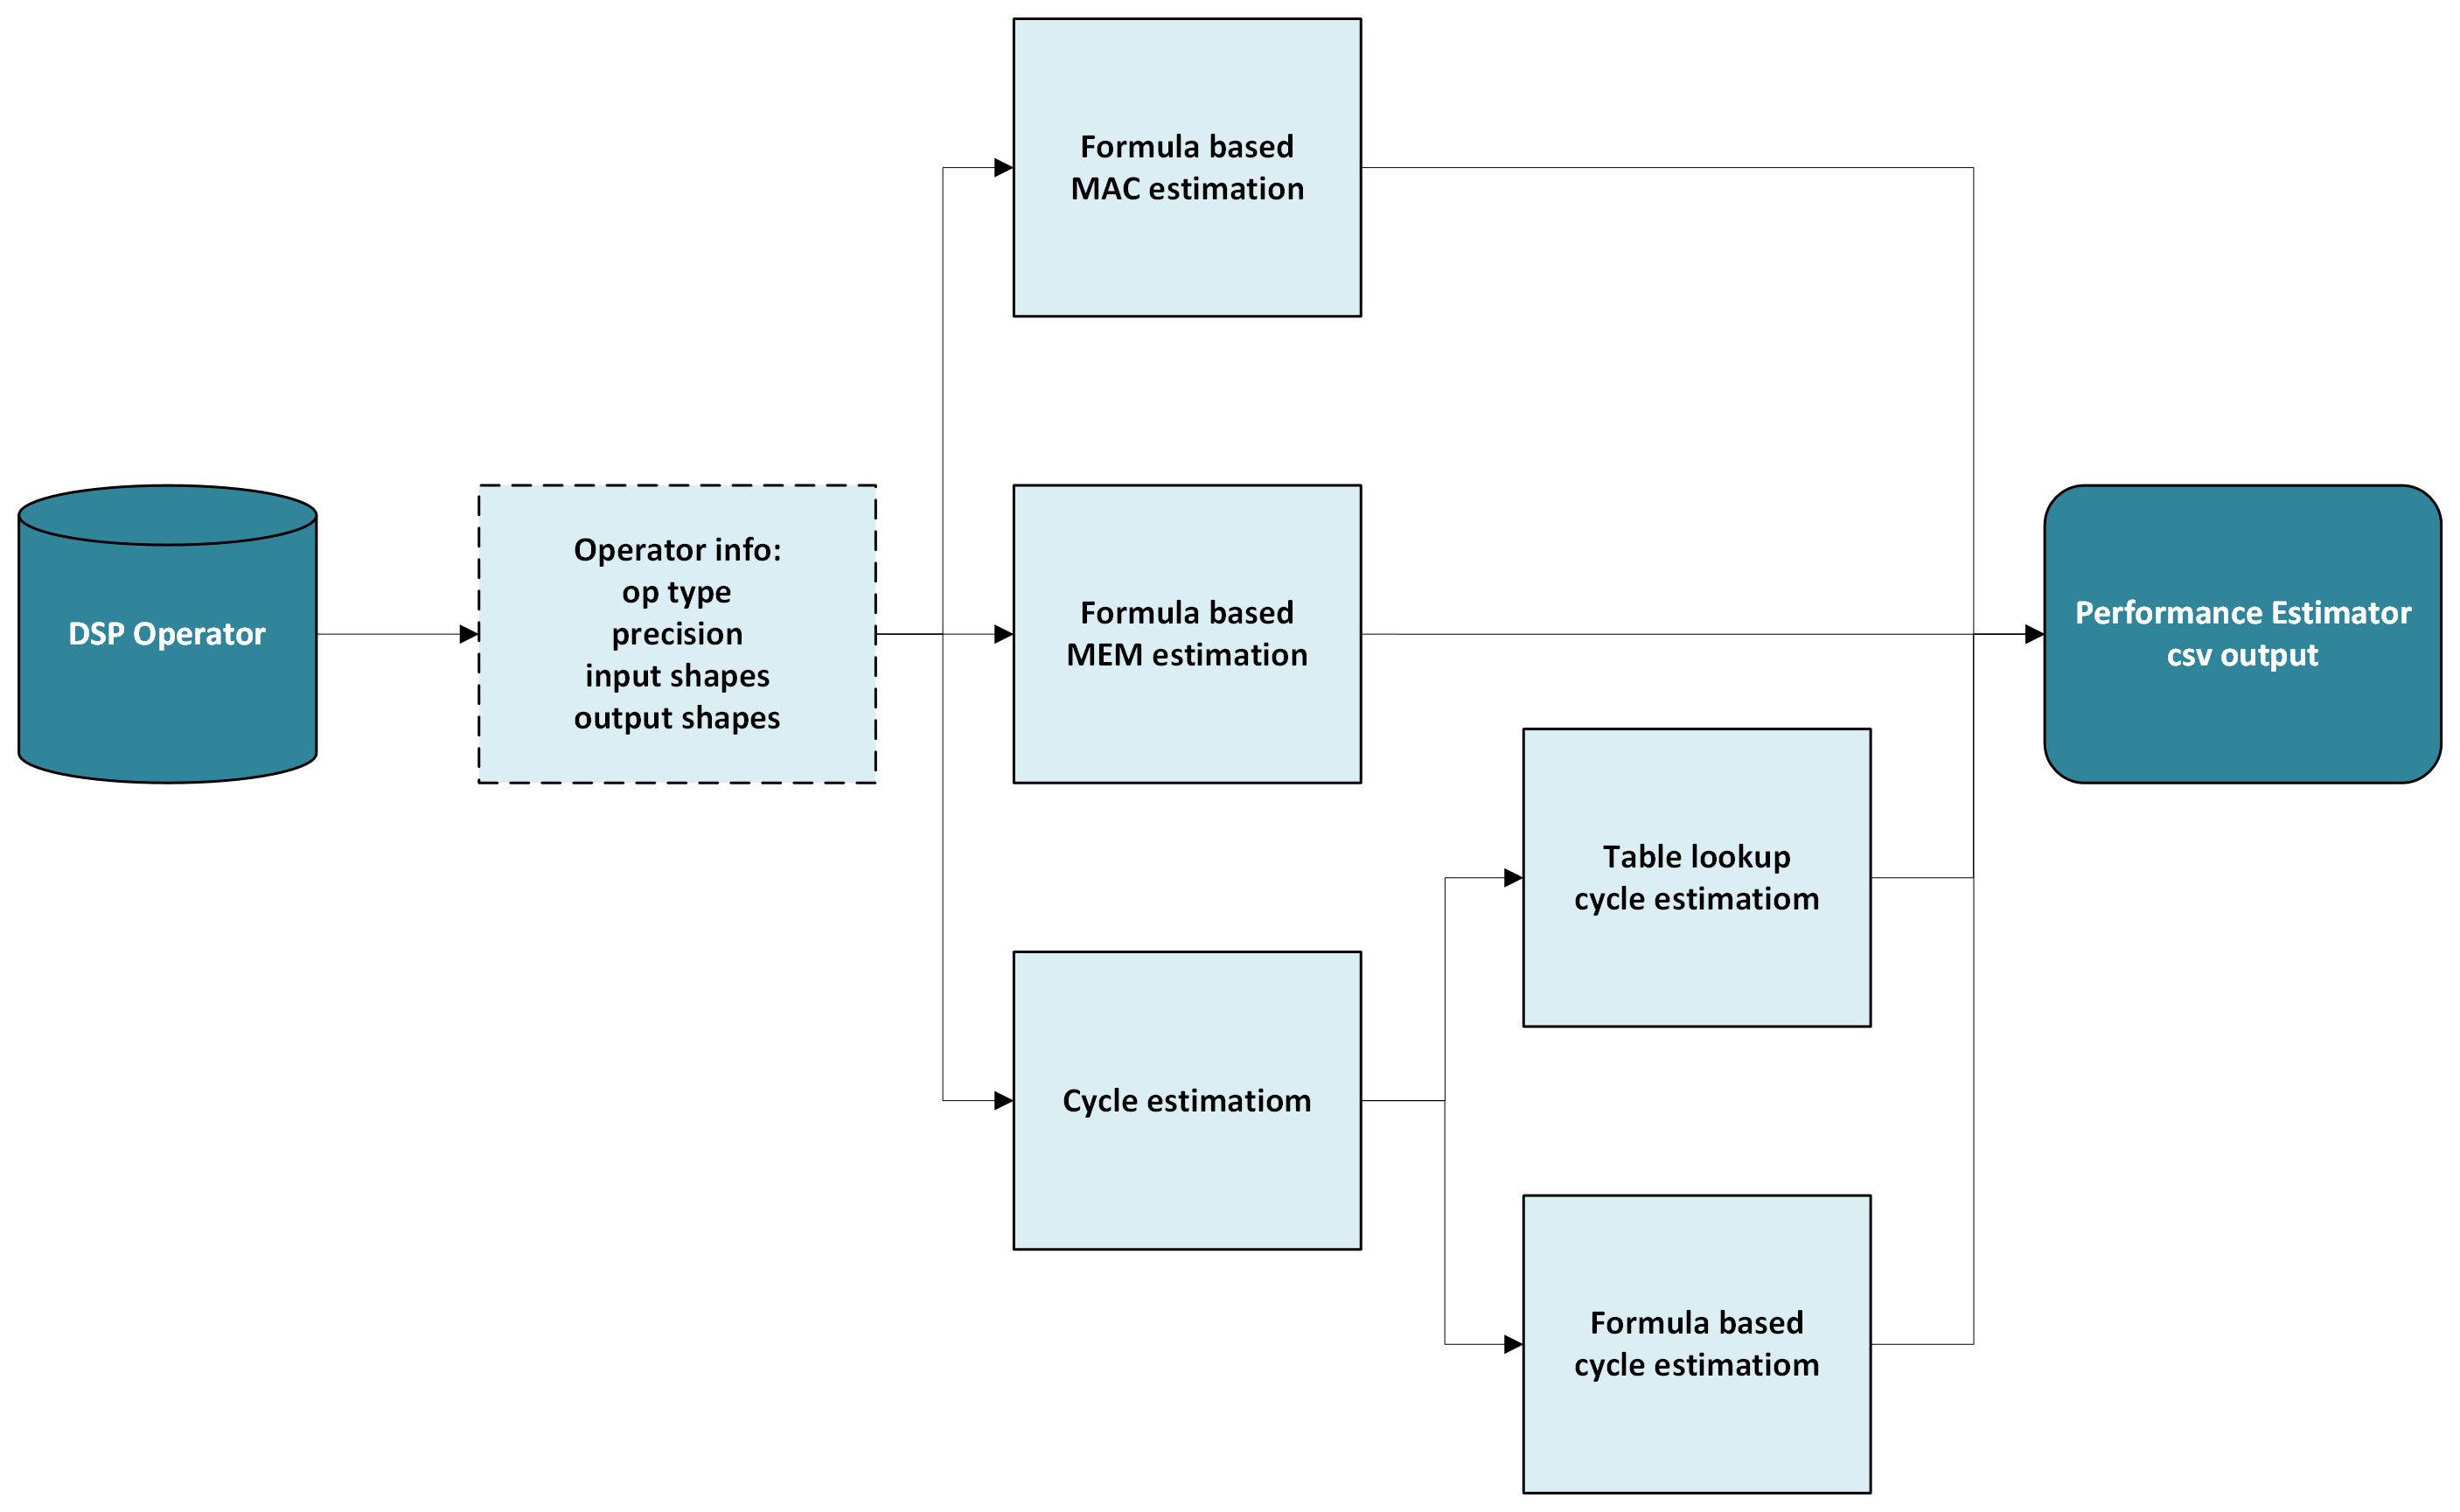 Formula based
MAC estimation
DSP Operator
Operator info:
op type
precision
input shapes
output shapes
Formula based
MEM estimation
Performance Estimator
csv output
Table lookup
cycle estimatiom
Cycle estimatiom
Formula based
cycle estimatiom